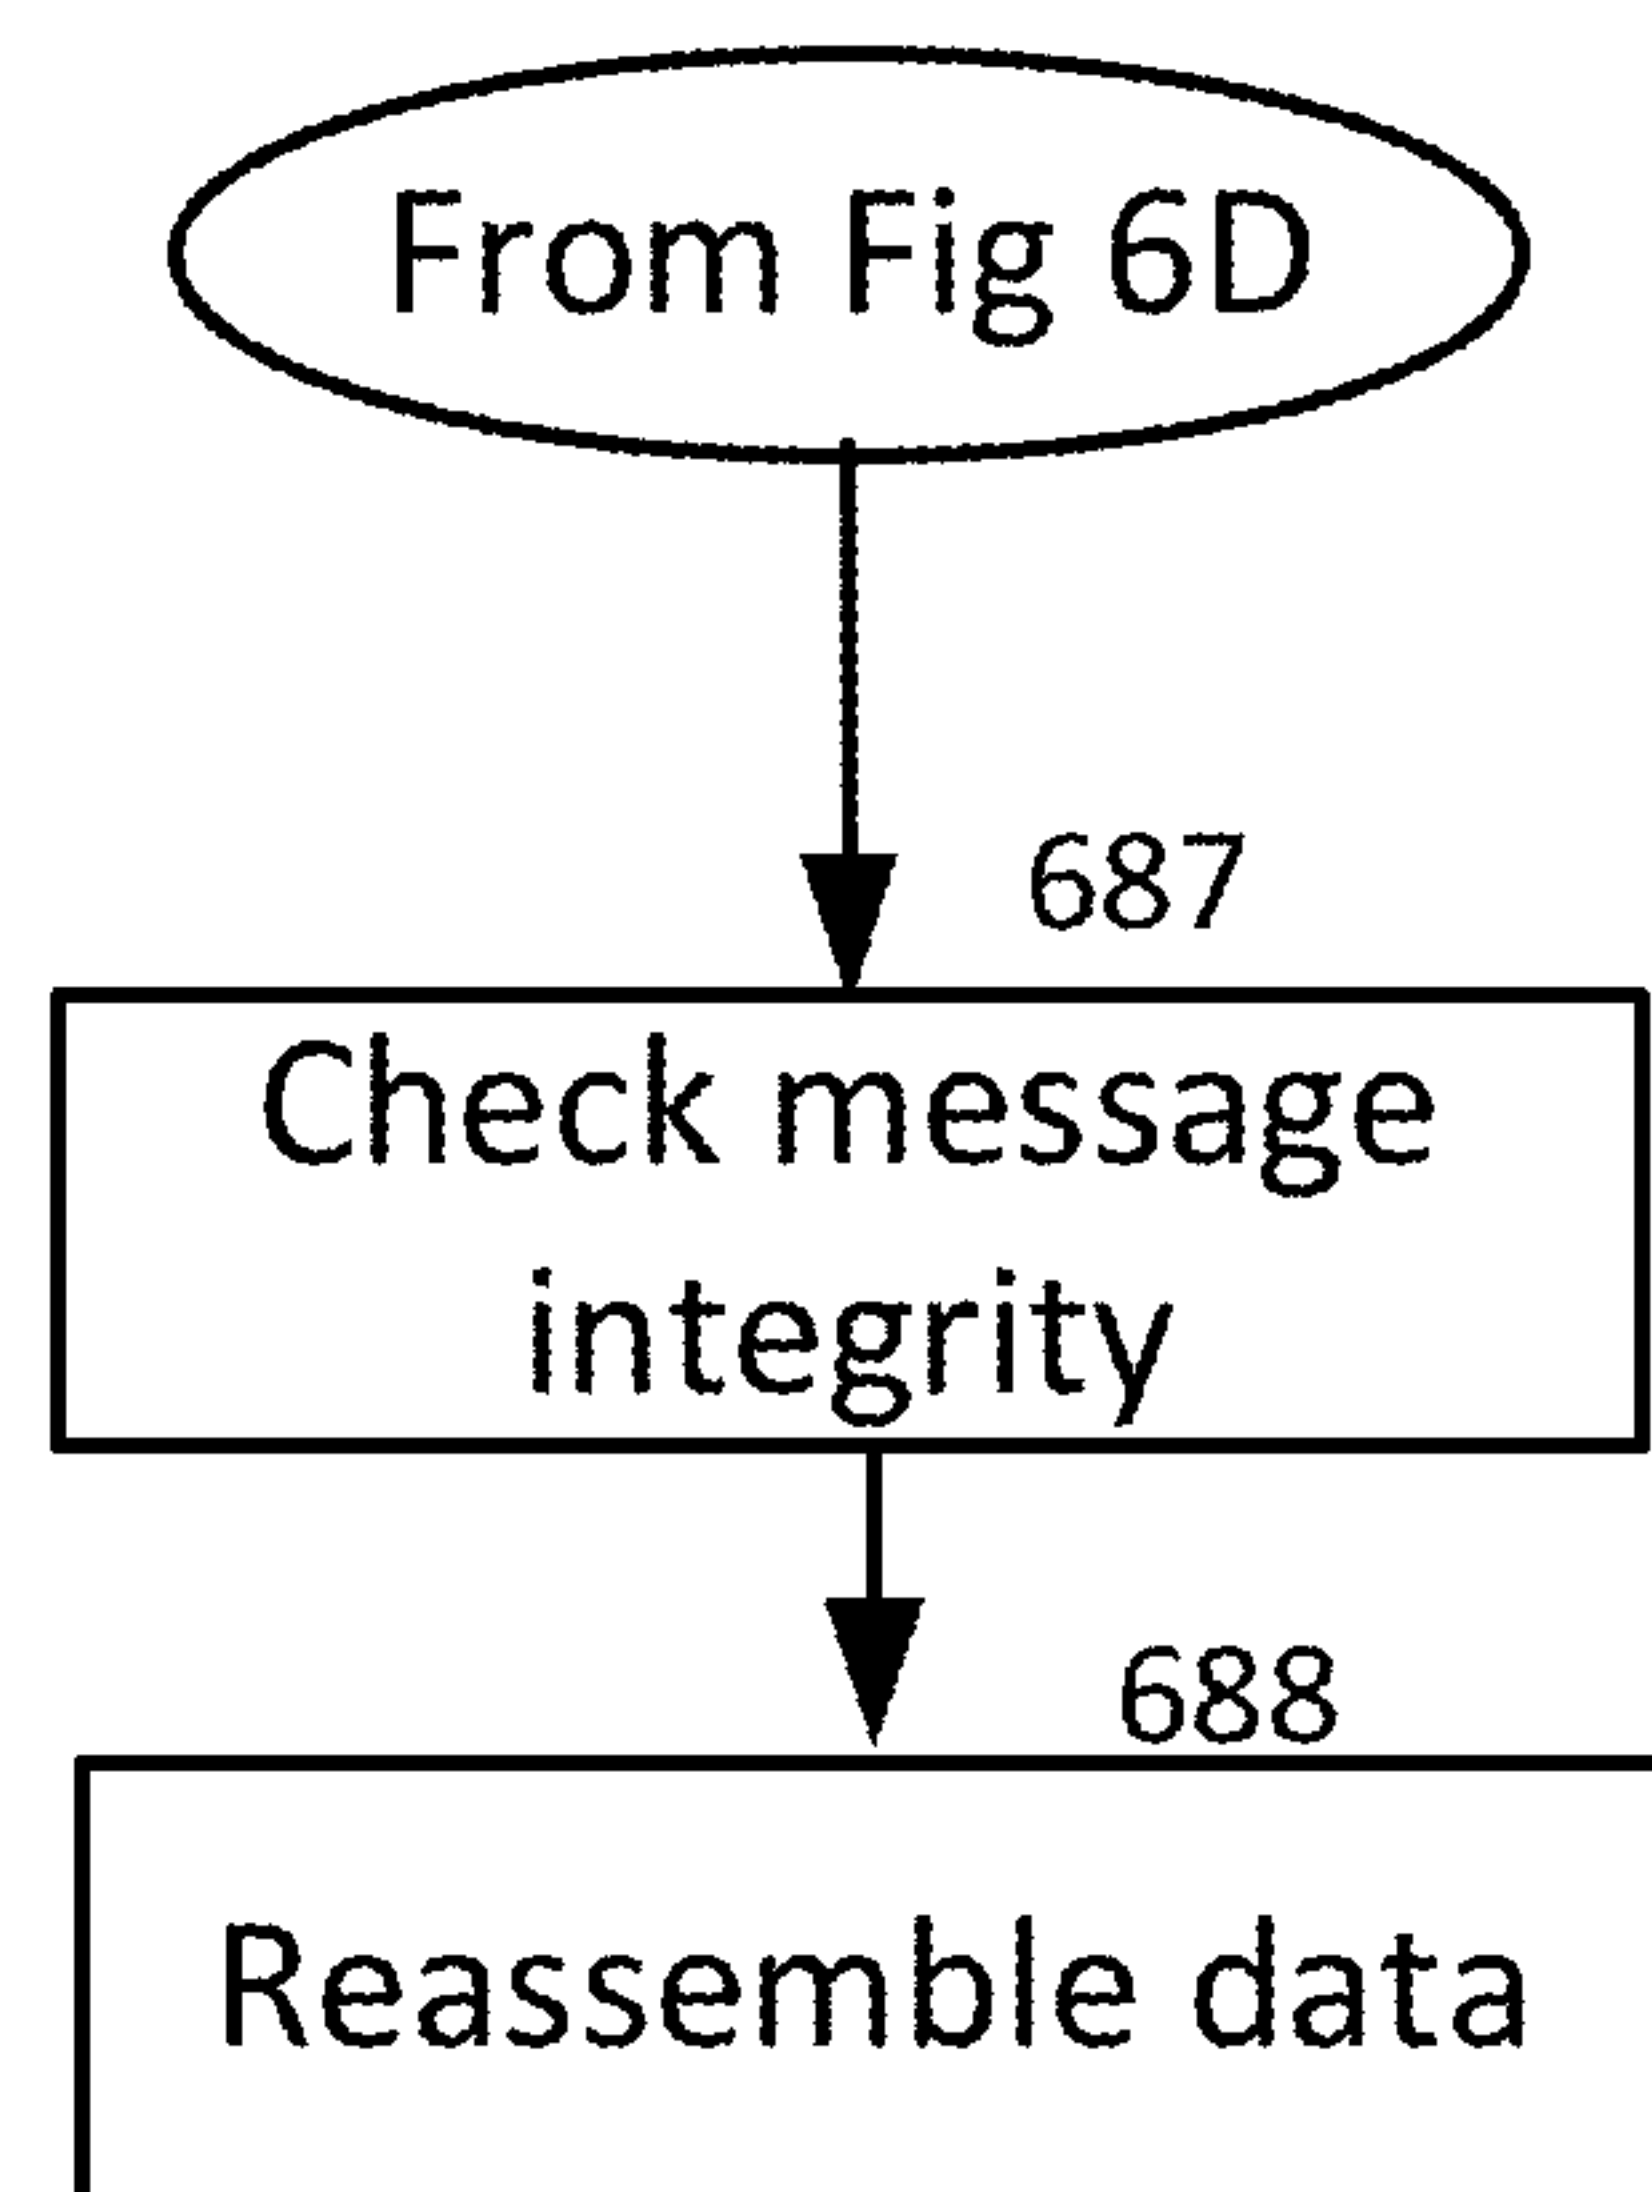 From Fig 6D
687
Check message
integrity
688
Reassemble data